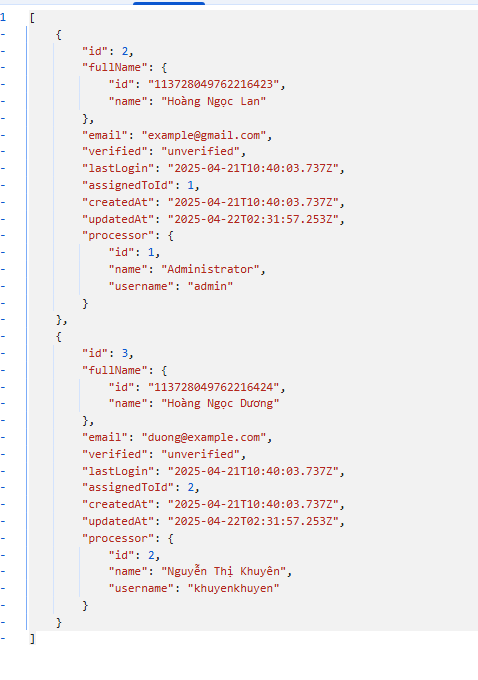 1 [
- {
- "id": 2,
- "fullName": {
- "id": "113728049762216423",
- "name": "Hoàng Ngọc Lan"
- },
- "email": "example@gmail.com",
- "verified": "unverified",
- "lastLogin": "2025-04-21T10:40:03.737Z",
- "assignedToId": 1,
- "createdAt": "2025-04-21T10:40:03.737Z",
- "updatedAt": "2025-04-22T02:31:57.253Z",
- "processor": {
- "id": 1,
- "name": "Administrator",
- "username": "admin"
- }
- },
- {
- "id": 3,
- "fullName": {
- "id": "113728049762216424",
- "name": "Hoàng Ngọc Dương"
- },
- "email": "duong@example.com",
- "verified": "unverified",
- "lastLogin": "2025-04-21T10:40:03.737Z",
- "assignedToId": 2,
- "createdAt": "2025-04-21T10:40:03.737Z",
- "updatedAt": "2025-04-22T02:31:57.253Z",
- "processor": {
- "id": 2,
- "name": "Nguyễn Thị Khuyên",
- "username": "khuyenkhuyen"
- }
- }
- ]